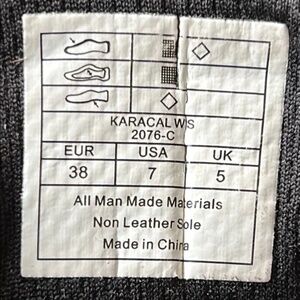 KARACAL WS
2076-C
EUR USA UK
38 7 5
All Man Made Materials
Non Leather Sole
Made in China